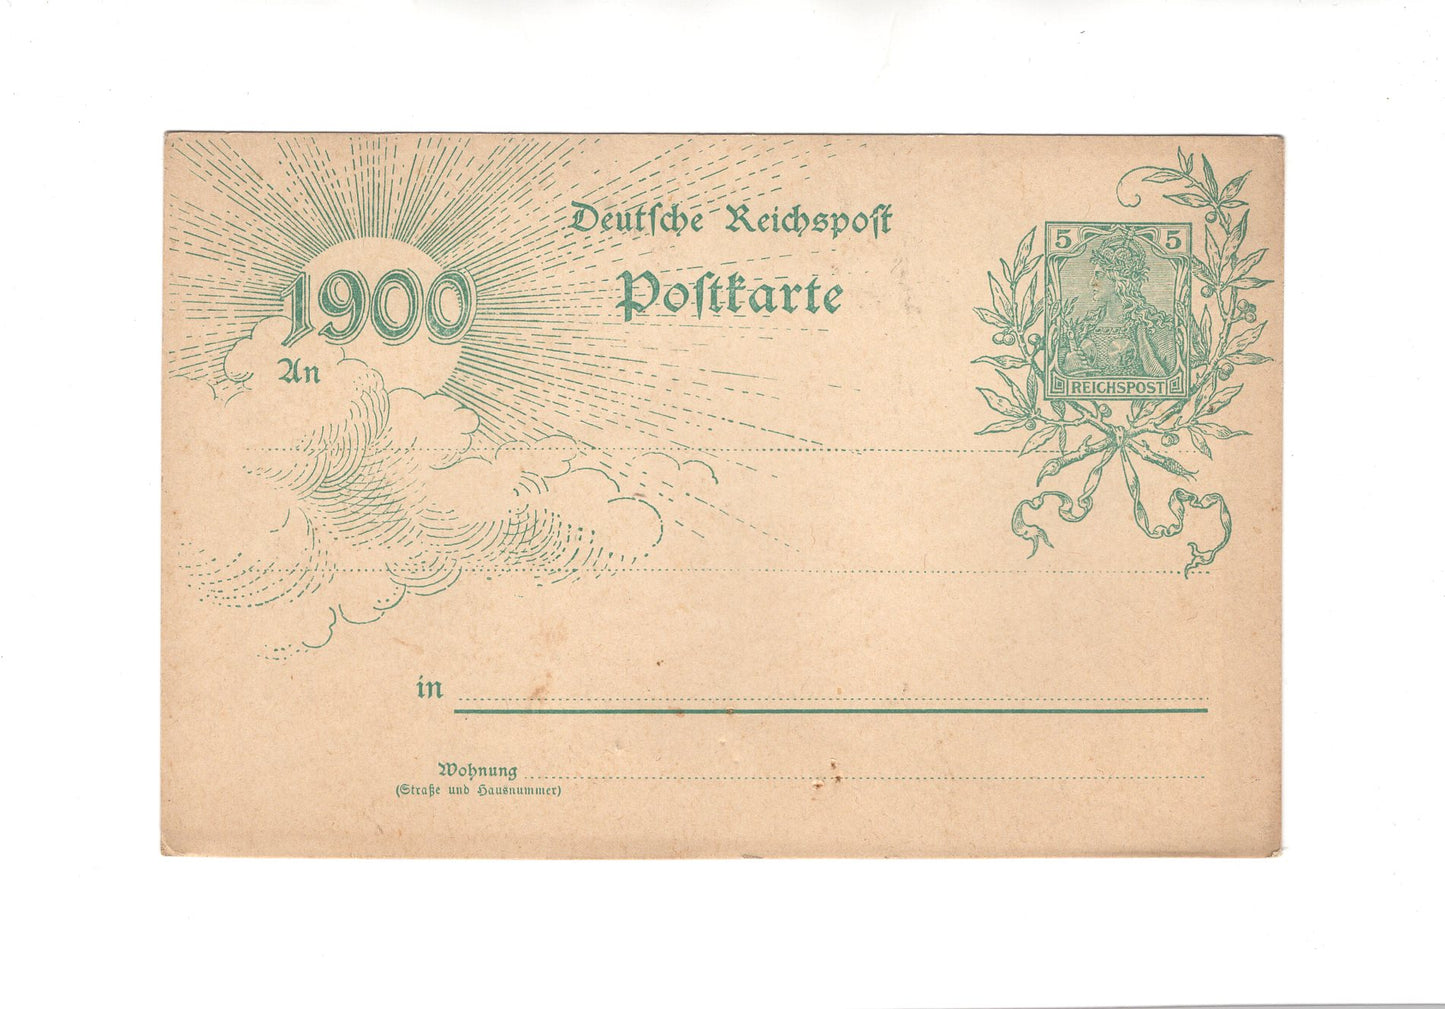 Deutſche Reichspoſt
Poſtkarte
1900
An
5 5
REICHSPOST
in
Wohnung
(Straße und Hausnummer)